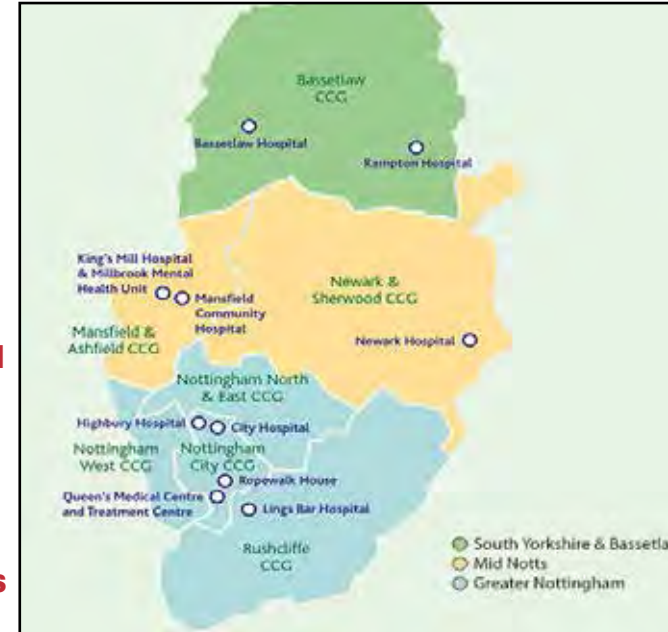 Bassetlaw
CCG
Bassetlaw Hospital
Rampton Hospital
King's Mill Hospital
& Millbrook Mental
Health Unit
Mansfield
Community
Hospital
Newark &
Sherwood CCG
Mansfield &
Ashfield CCG
Newark Hospital
Nottingham North
& East CCG
Highbury Hospital
City Hospital
Nottingham
West CCG
Nottingham
City CCG
Ropewalk House
Queen's Medical Centre
and Treatment Centre
Lings Bar Hospital
Rushcliffe
CCG
South Yorkshire & Bassetla
Mid Notts
Greater Nottingham